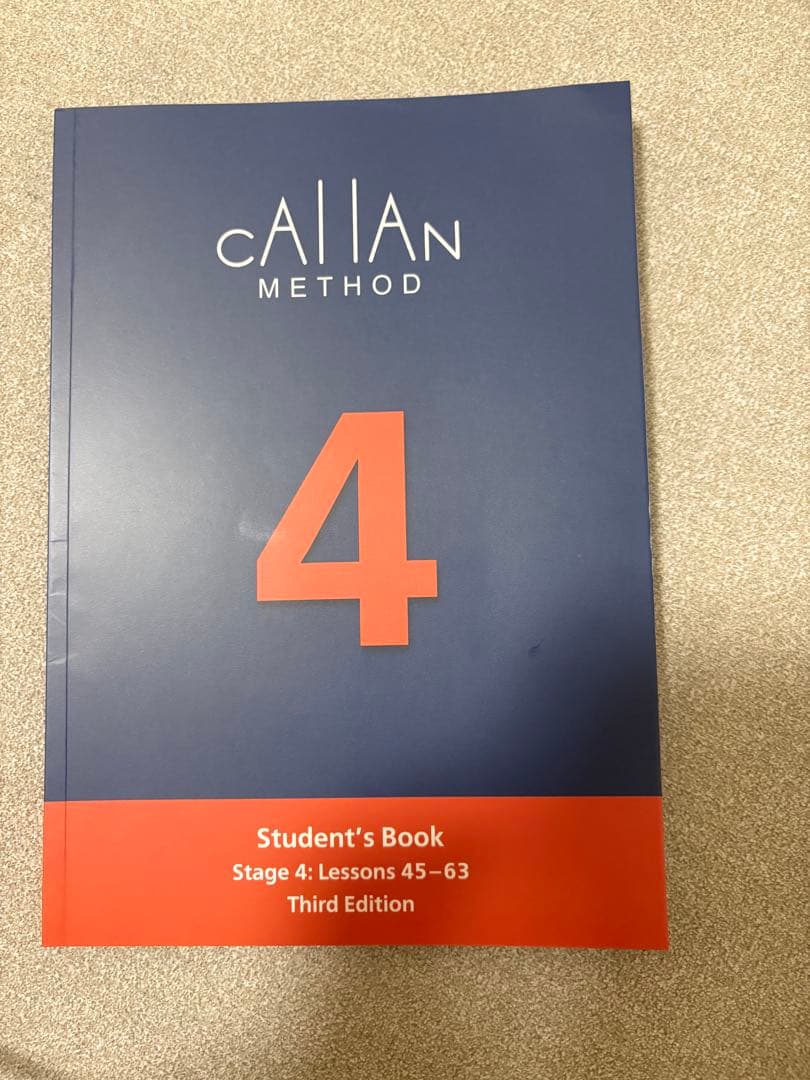 CALLAN
METHOD
4
Student's Book
Stage 4: Lessons 45–63
Third Edition